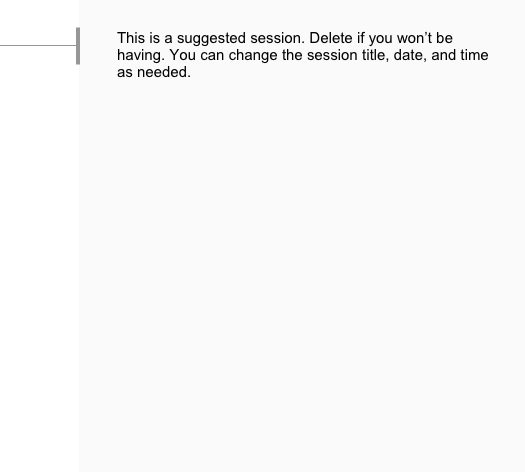 This is a suggested session. Delete if you won’t be
having. You can change the session title, date, and time
as needed.